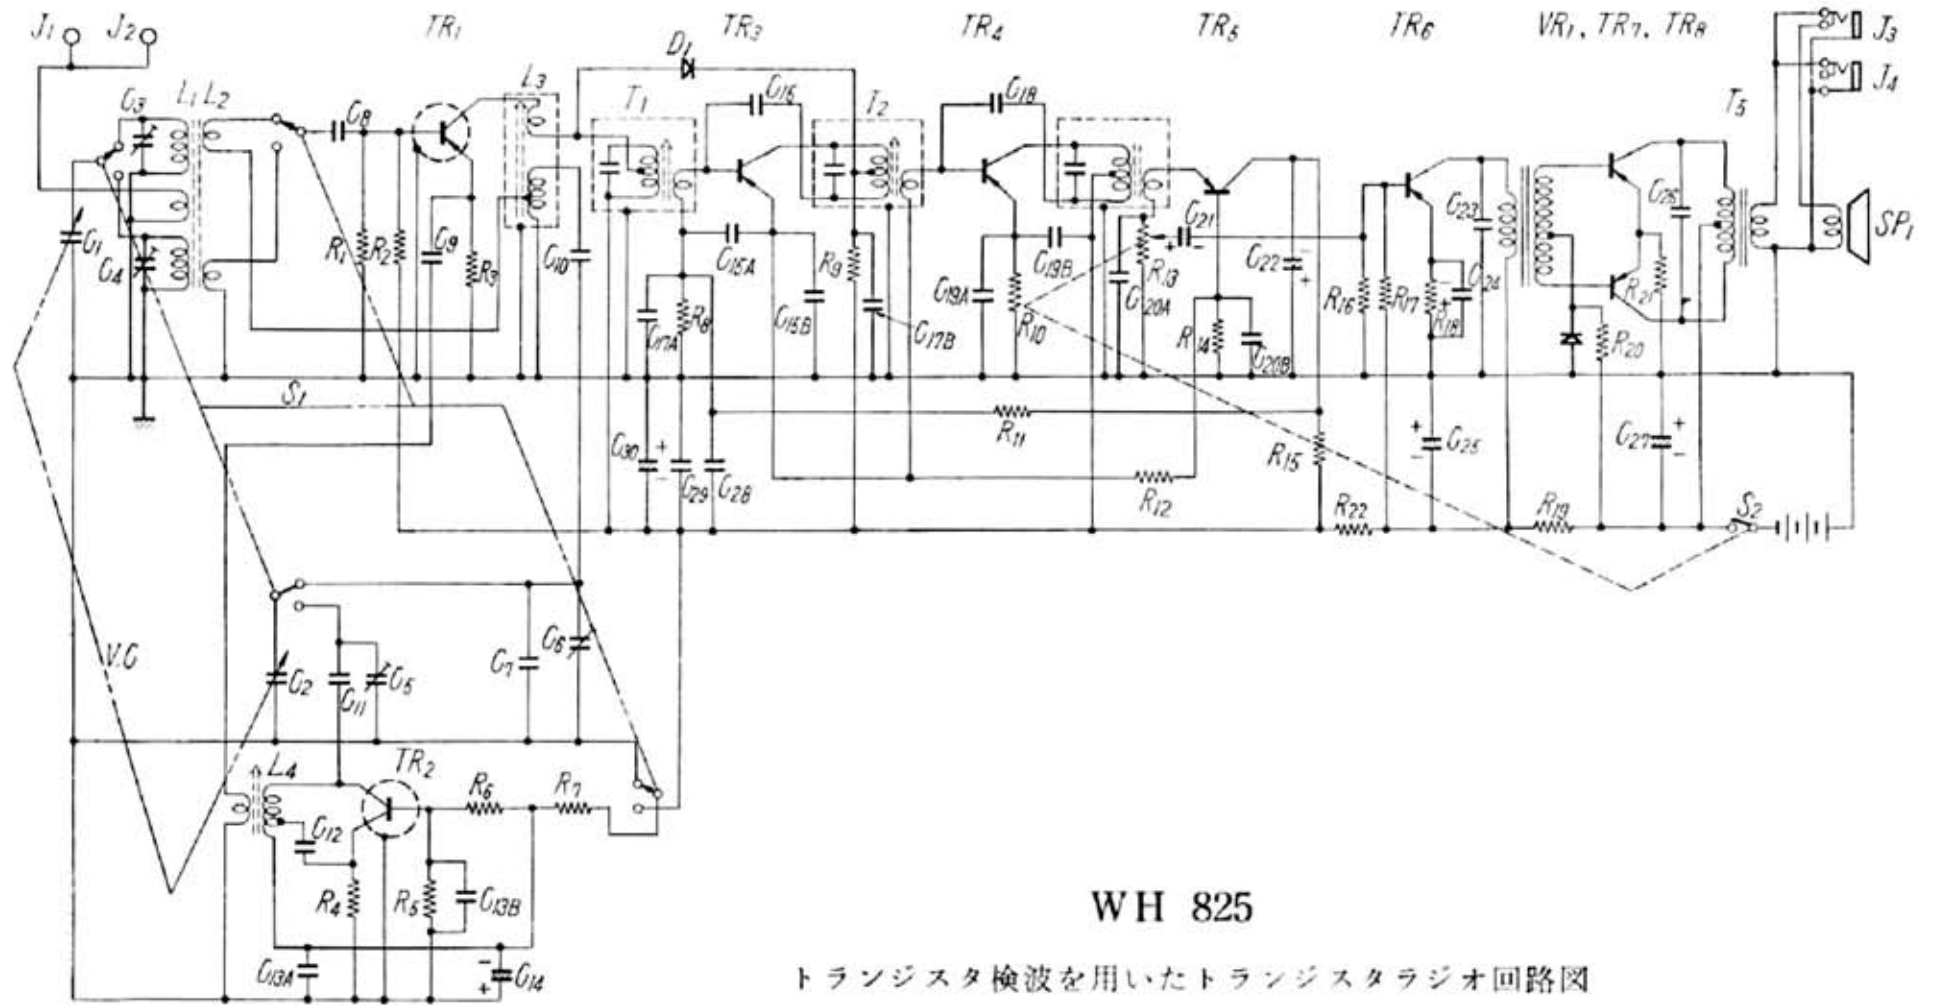 J1 J2 TR1 TR3 TR4 TR5 TR6 VR1, TR7, TR8 J3
D1
C3 L1 L2 C8 L3 T1 C16 T2 C18 T5 J4
C1 C4 R1 R2 C9 R3 C10 C15A R9 C19B C21 R13 C22 C23 C26 SP1
C17A R8 C15B C17B C19A R10 C20A R14 C20B R16 R17 R18 C24 R20 R21
S1
C30 + - C29 C28 R11 R12 R15 + - C25 C27 + -
R22 R19 S2
V.C C2 C11 C5 C7 C6
L4 TR2 R6 R7
C12 R4 R5 C13B
C13A - + C14
WH 825
トランジスタ検波を用いたトランジスタラジオ回路図